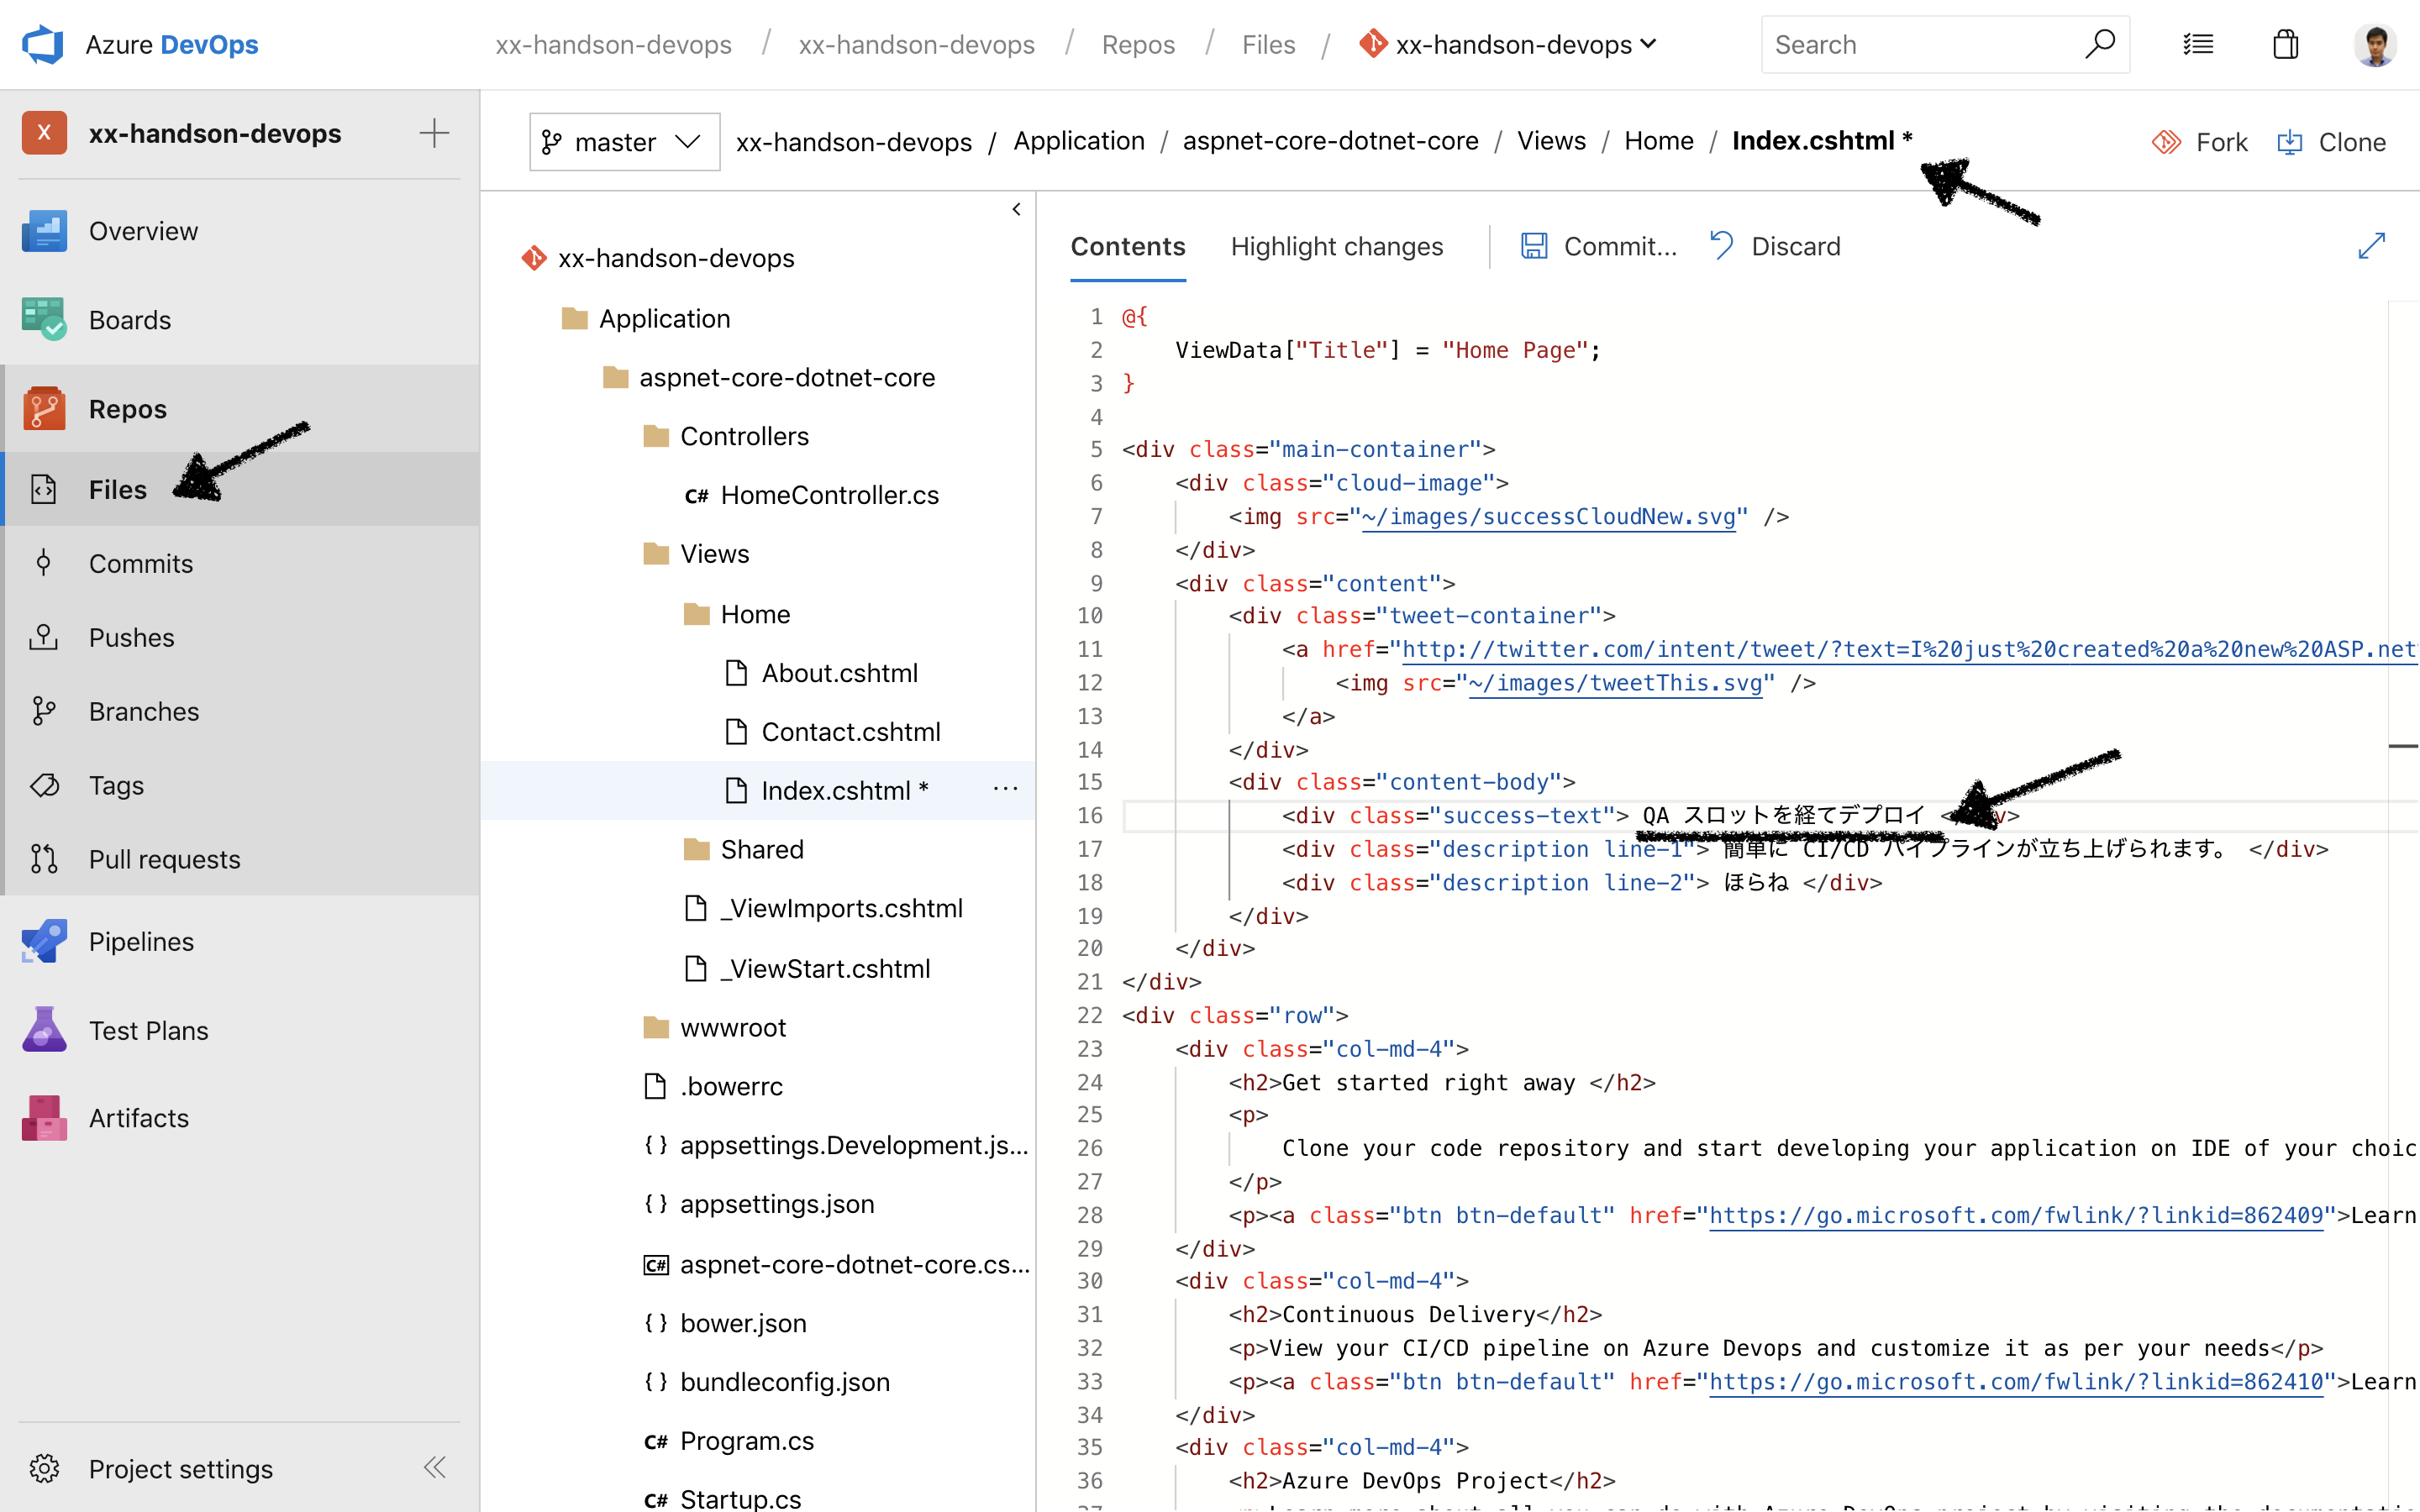 Azure DevOps
xx-handson-devops / xx-handson-devops / Repos / Files / xx-handson-devops
Search
X xx-handson-devops
Overview
Boards
Repos
Files
Commits
Pushes
Branches
Tags
Pull requests
Pipelines
Test Plans
Artifacts
Project settings
master
xx-handson-devops / Application / aspnet-core-dotnet-core / Views / Home / Index.cshtml *
Fork
Clone
xx-handson-devops
Application
aspnet-core-dotnet-core
Controllers
C# HomeController.cs
Views
Home
About.cshtml
Contact.cshtml
Index.cshtml * ...
Shared
_ViewImports.cshtml
_ViewStart.cshtml
wwwroot
.bowerrc
{ } appsettings.Development.js...
{ } appsettings.json
C# aspnet-core-dotnet-core.cs...
{ } bower.json
{ } bundleconfig.json
C# Program.cs
C# Startup.cs
Contents
Highlight changes
Commit...
Discard
1 @{
2 ViewData["Title"] = "Home Page";
3 }
4
5 <div class="main-container">
6 <div class="cloud-image">
7 <img src="~/images/successCloudNew.svg" />
8 </div>
9 <div class="content">
10 <div class="tweet-container">
11 <a href="http://twitter.com/intent/tweet/?text=I%20just%20created%20a%20new%20ASP.net
12 <img src="~/images/tweetThis.svg" />
13 </a>
14 </div>
15 <div class="content-body">
16 <div class="success-text"> QA スロットを経てデプロイ <
17 <div class="description line-1"> 簡単に CI/CD パイプラインが立ち上げられます。 </div>
18 <div class="description line-2"> ほらね </div>
19 </div>
20 </div>
21 </div>
22 <div class="row">
23 <div class="col-md-4">
24 <h2>Get started right away </h2>
25 <p>
26 Clone your code repository and start developing your application on IDE of your choic
27 </p>
28 <p><a class="btn btn-default" href="https://go.microsoft.com/fwlink/?linkid=862409">Learn
29 </div>
30 <div class="col-md-4">
31 <h2>Continuous Delivery</h2>
32 <p>View your CI/CD pipeline on Azure Devops and customize it as per your needs</p>
33 <p><a class="btn btn-default" href="https://go.microsoft.com/fwlink/?linkid=862410">Learn
34 </div>
35 <div class="col-md-4">
36 <h2>Azure DevOps Project</h2>